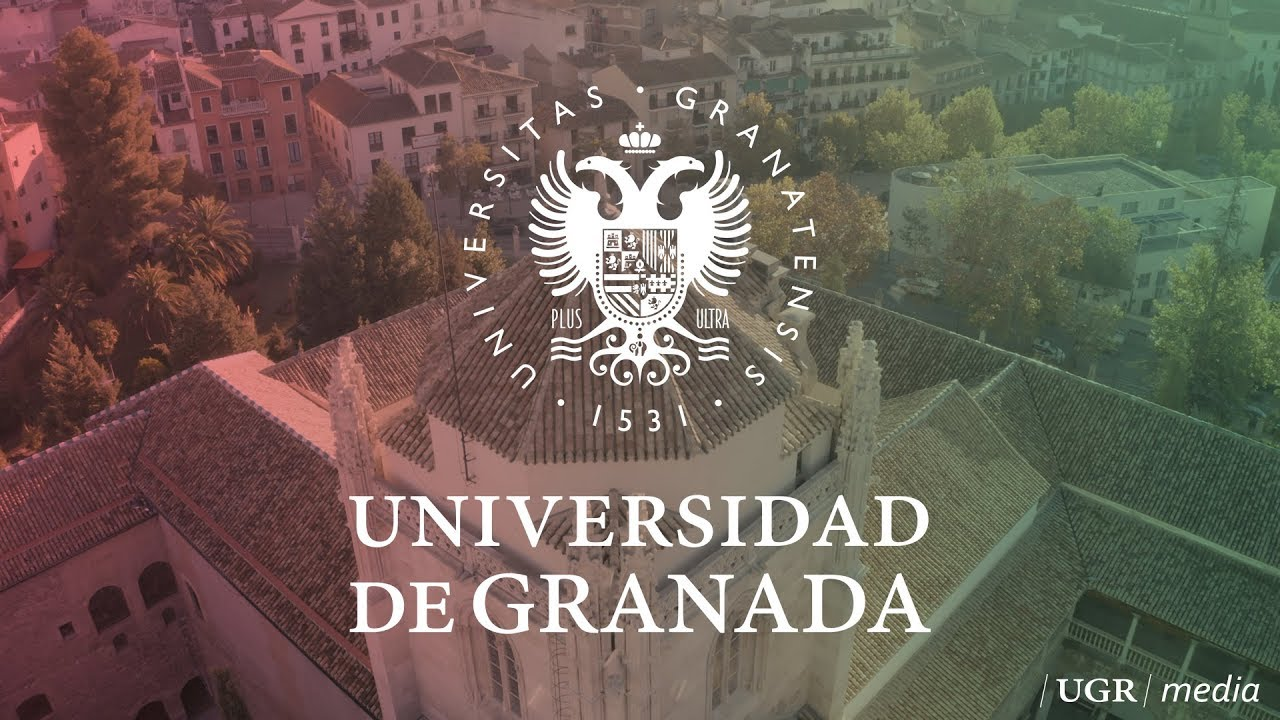 UNIVERSITAS · GRANATENSIS · 1531 ·
PLUS ULTRA
UNIVERSIDAD
DE GRANADA
/UGR/ media